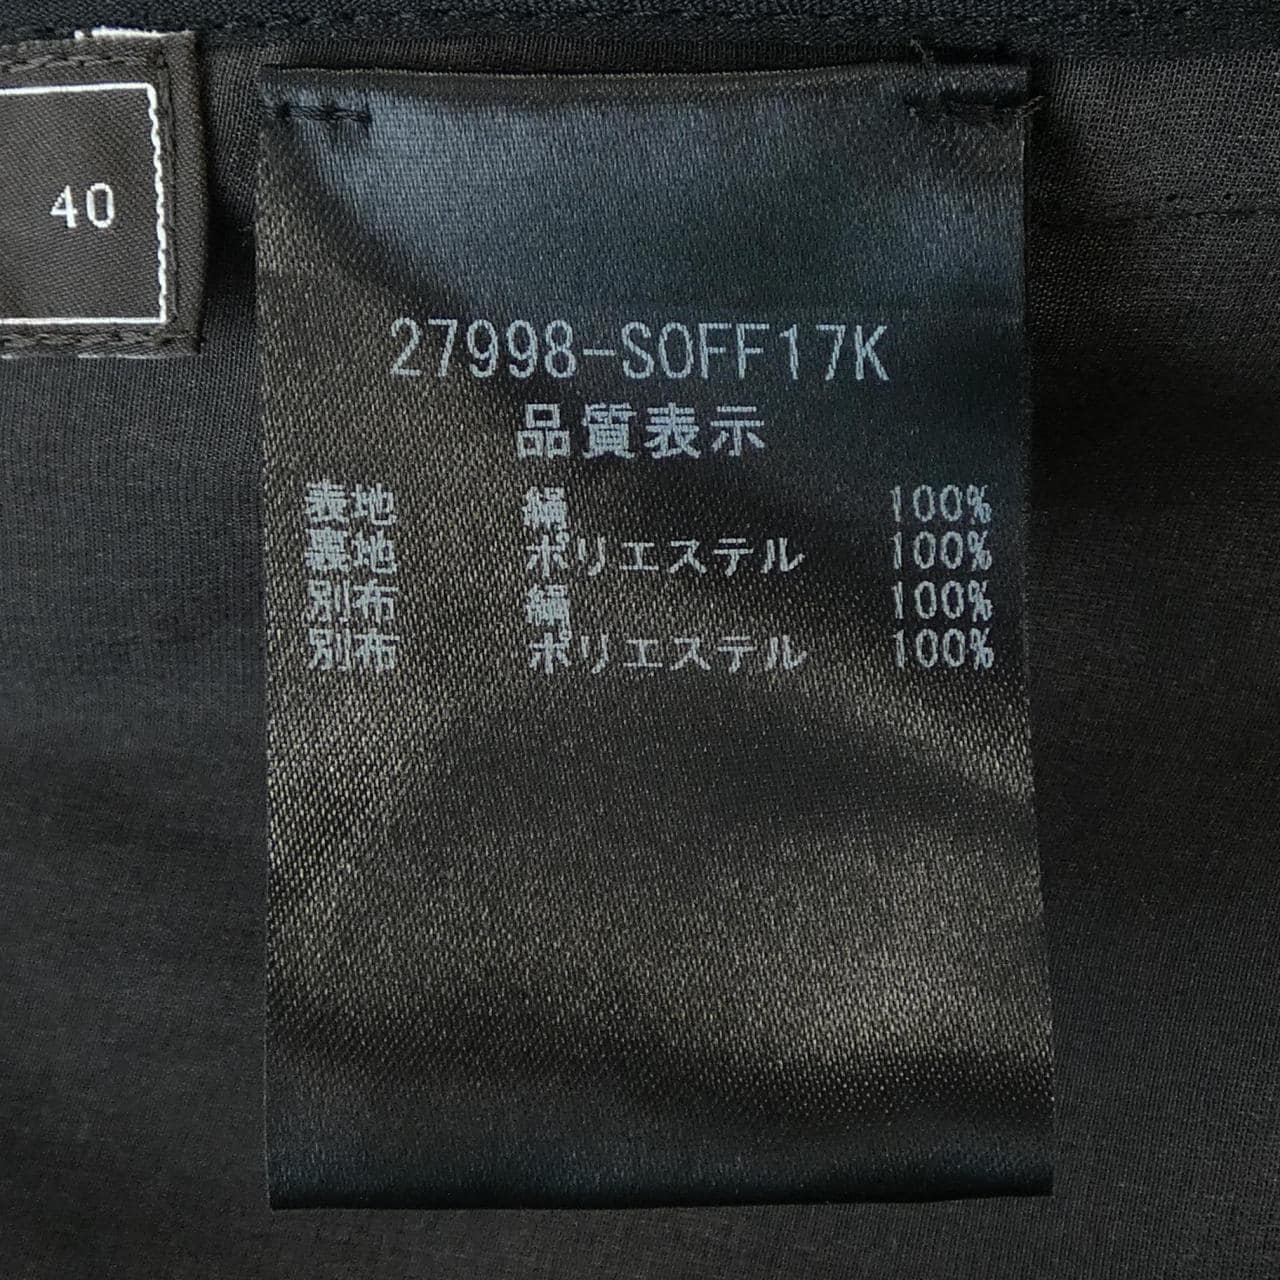 40
27998-SOFF17K
品質表示
表地 絹 100%
裏地 ポリエステル 100%
別布 絹 100%
別布 ポリエステル 100%